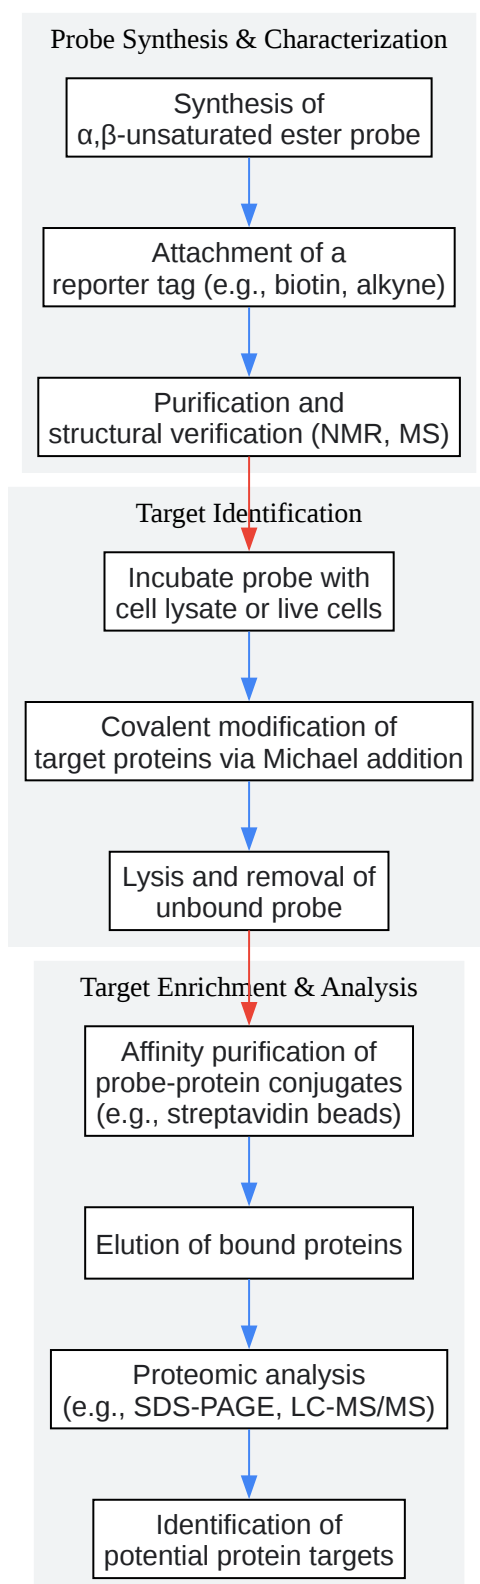 Probe Synthesis & Characterization
Synthesis of
α,β-unsaturated ester probe
Attachment of a
reporter tag (e.g., biotin, alkyne)
Purification and
structural verification (NMR, MS)
Target Identification
Incubate probe with
cell lysate or live cells
Covalent modification of
target proteins via Michael addition
Lysis and removal of
unbound probe
Target Enrichment & Analysis
Affinity purification of
probe-protein conjugates
(e.g., streptavidin beads)
Elution of bound proteins
Proteomic analysis
(e.g., SDS-PAGE, LC-MS/MS)
Identification of
potential protein targets